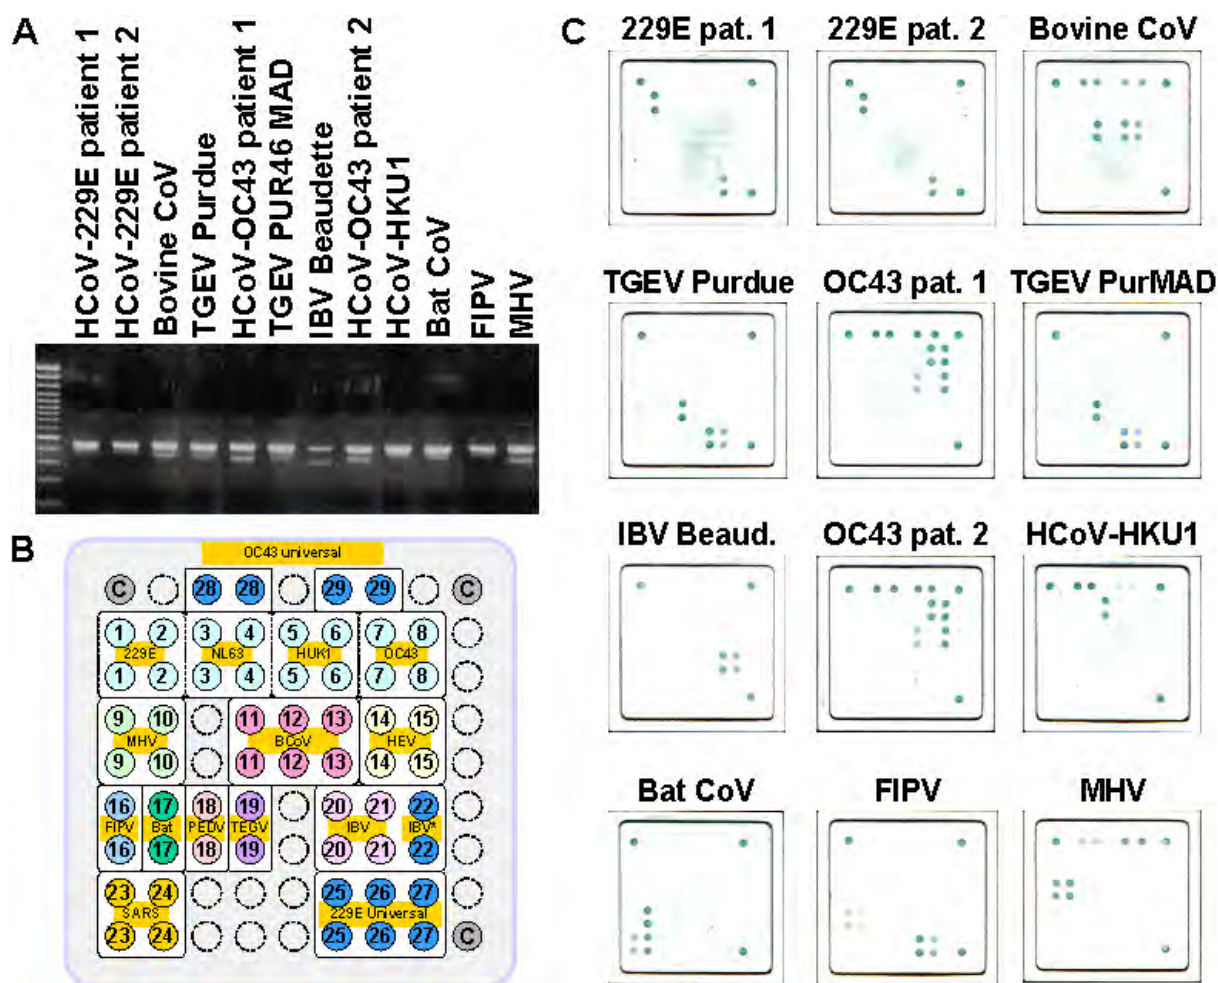 A
HCoV-229E patient 1
HCoV-229E patient 2
Bovine CoV
TGEV Purdue
HCoV-OC43 patient 1
TGEV PUR46 MAD
IBV Beaudette
HCoV-OC43 patient 2
HCoV-HKU1
Bat CoV
FIPV
MHV
B
OC43 universal
C 28 28 29 29 C
1 2 3 4 5 6 7 8
229E NL63 HUK1 OC43
1 2 3 4 5 6 7 8
9 10 11 12 13 14 15
MHV BCoV HEV
9 10 11 12 13 14 15
16 17 18 19 20 21 22
FIPV Bat PEDV TEGV IBV IBV*
16 17 18 19 20 21 22
23 24 25 26 27
SARS 229E Universal
23 24 25 26 27 C
C
229E pat. 1 229E pat. 2 Bovine CoV
TGEV Purdue OC43 pat. 1 TGEV PurMAD
IBV Beaud. OC43 pat. 2 HCoV-HKU1
Bat CoV FIPV MHV